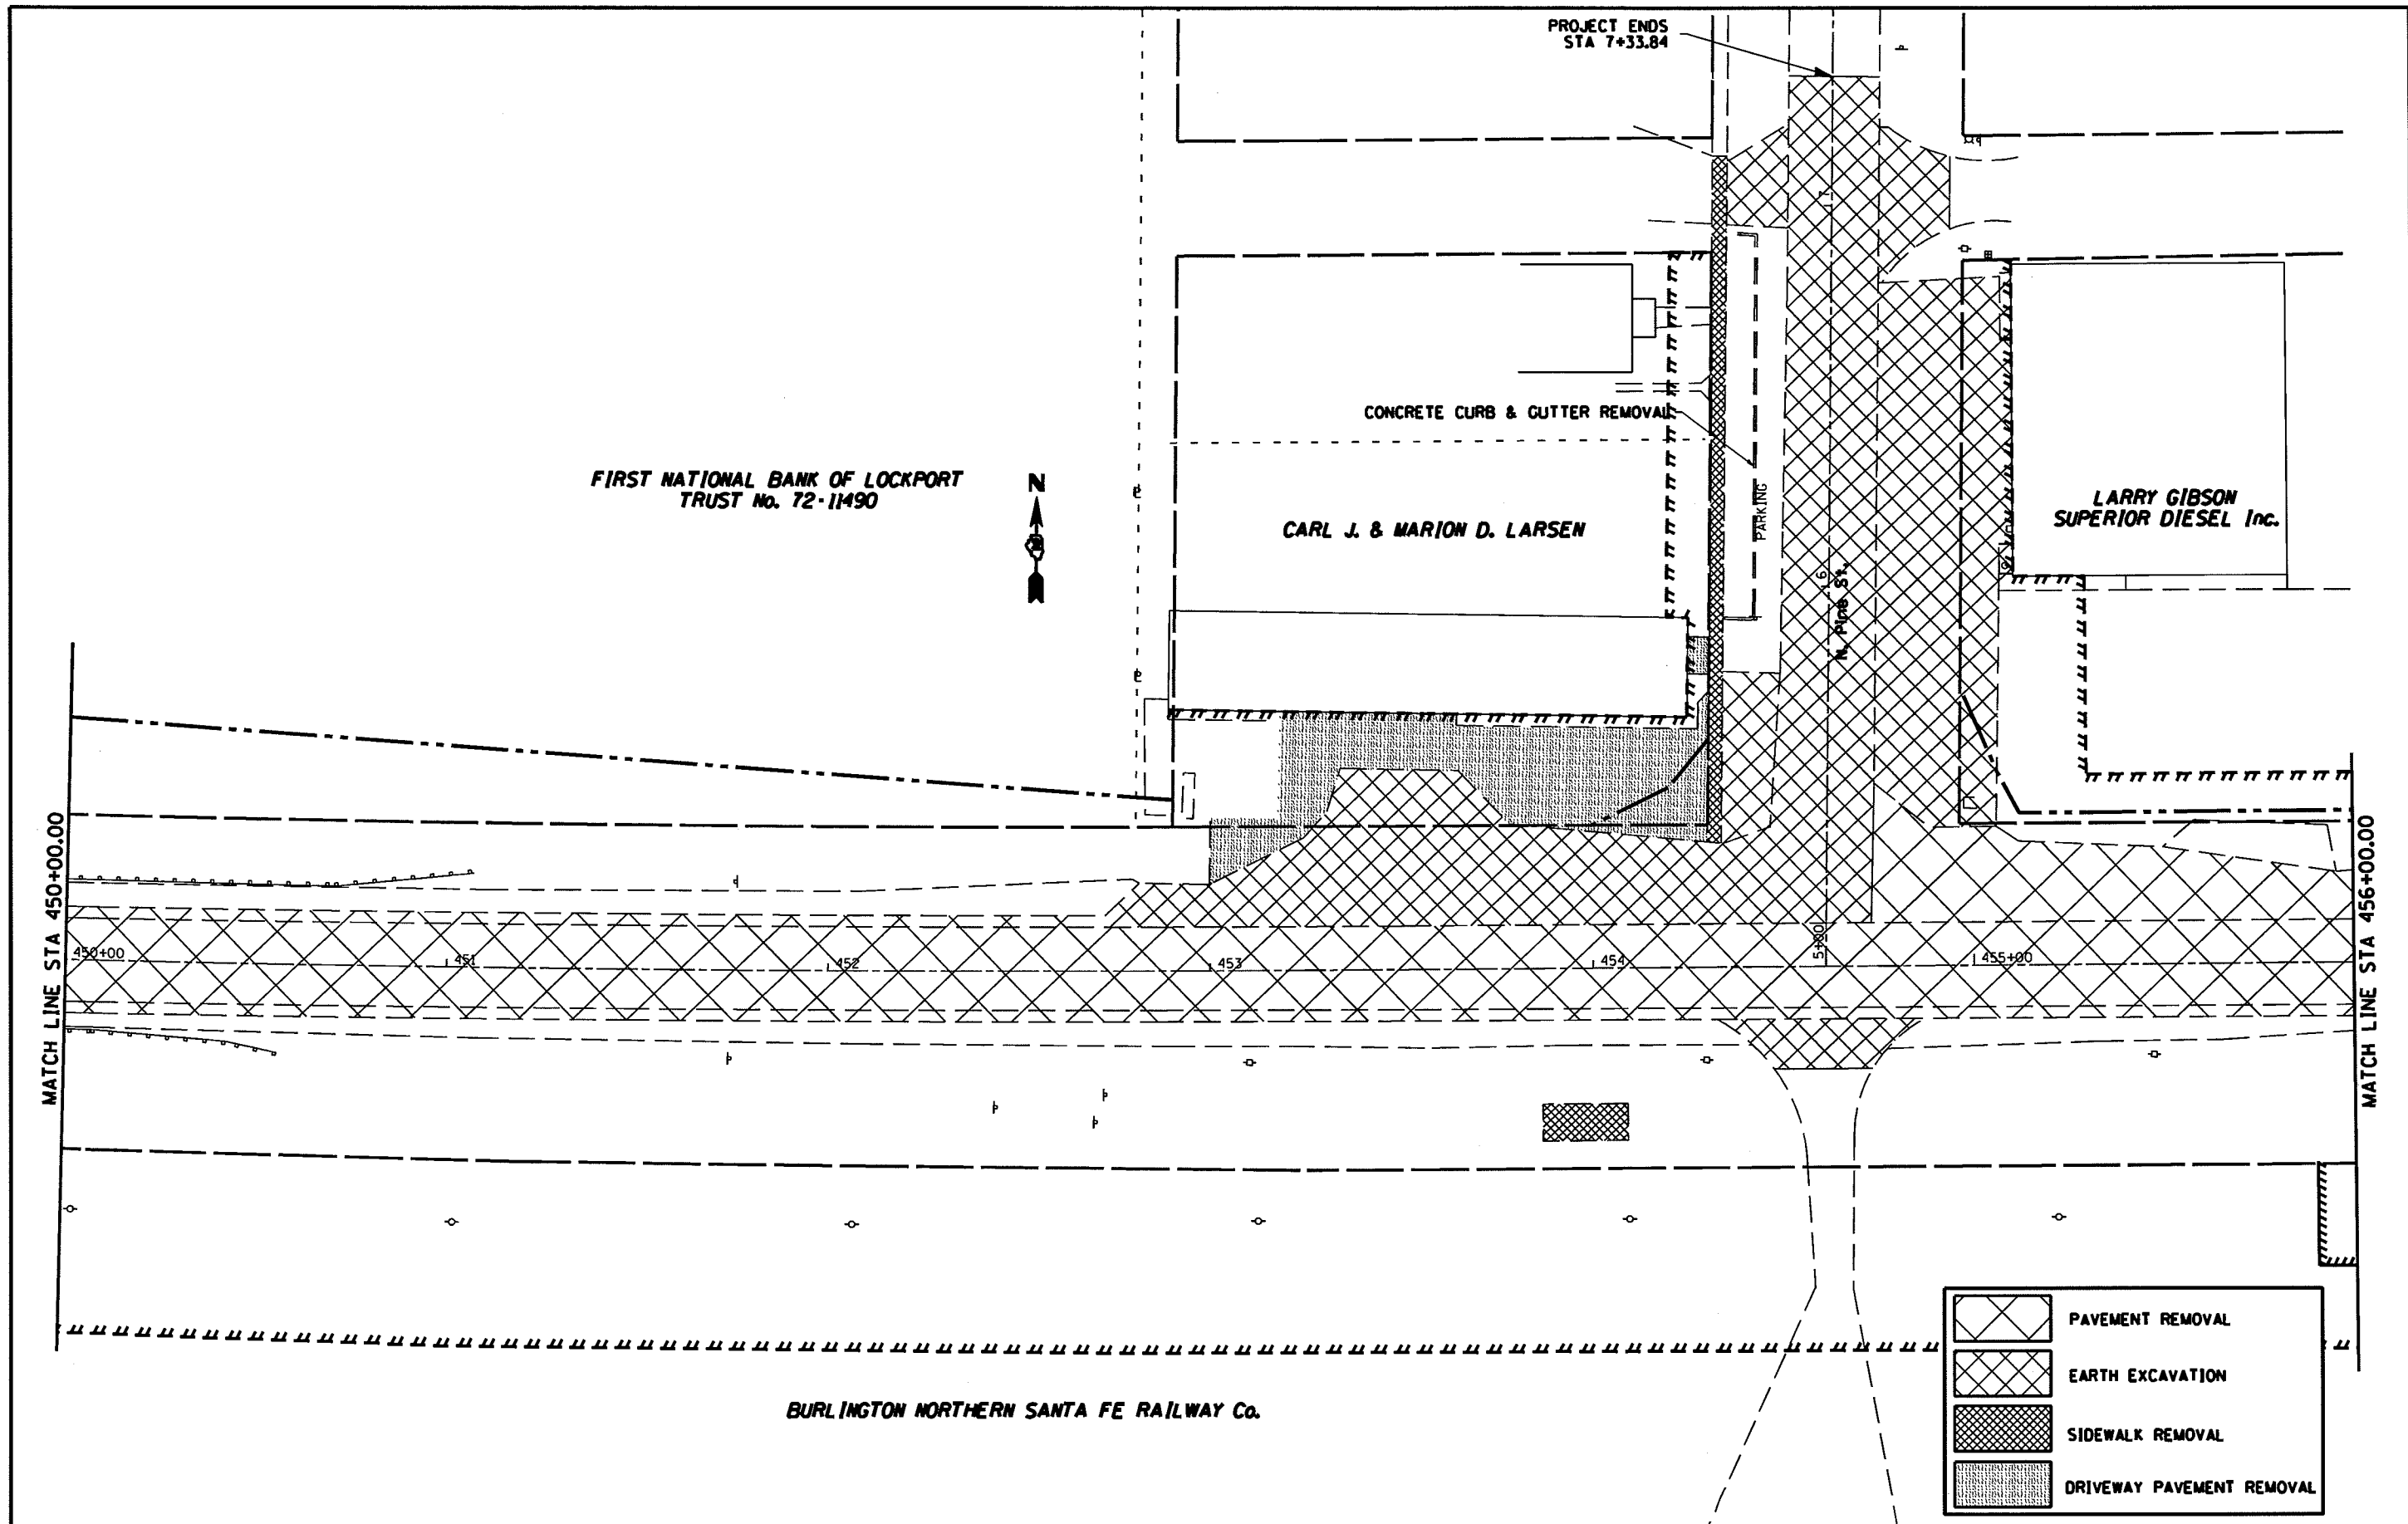 PROJECT ENDS
STA 7+33.84
7
CONCRETE CURB & GUTTER REMOVAL
FIRST NATIONAL BANK OF LOCKPORT
TRUST No. 72-11490
N
CARL J. & MARION D. LARSEN
PARKING
6
N. Pine St.
LARRY GIBSON
SUPERIOR DIESEL Inc.
MATCH LINE STA 450+00.00
450+00
451
452
453
454
5+00
455+00
MATCH LINE STA 456+00.00
BURLINGTON NORTHERN SANTA FE RAILWAY Co.
PAVEMENT REMOVAL
EARTH EXCAVATION
SIDEWALK REMOVAL
DRIVEWAY PAVEMENT REMOVAL